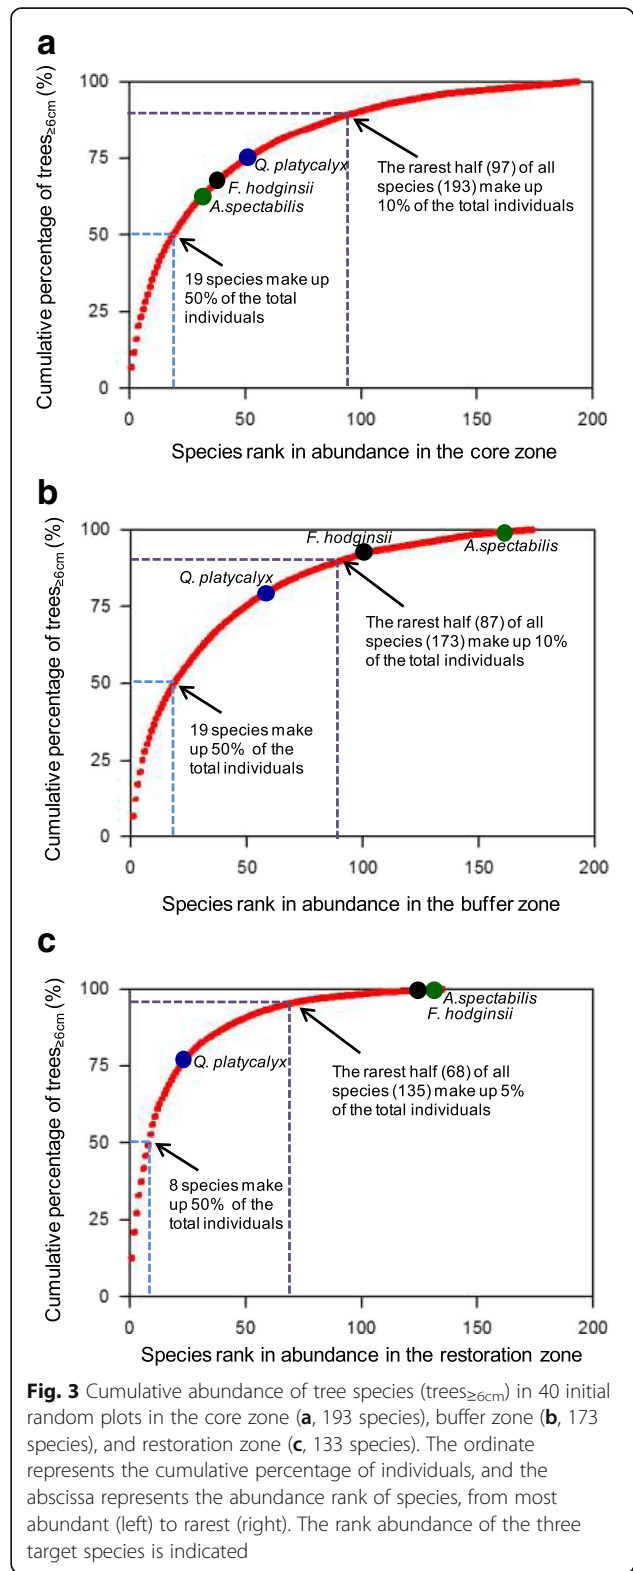 a
Cumulative percentage of trees≥6cm (%)
100
75
50
25
0
Q. platycalyx
F. hodginsii
A.spectabilis
The rarest half (97) of all
species (193) make up
10% of the total individuals
19 species make up
50% of the total
individuals
0 50 100 150 200
Species rank in abundance in the core zone
b
Cumulative percentage of trees≥6cm (%)
100
75
50
25
0
F. hodginsii
A.spectabilis
Q. platycalyx
The rarest half (87) of all
species (173) make up 10%
of the total individuals
19 species make
up 50% of the
total individuals
0 50 100 150 200
Species rank in abundance in the buffer zone
c
Cumulative percentage of trees≥6cm (%)
100
75
50
25
0
A.spectabilis
F. hodginsii
Q. platycalyx
The rarest half (68) of all
species (135) make up 5%
of the total individuals
8 species make
up 50% of the
total individuals
0 50 100 150 200
Species rank in abundance in the restoration zone
Fig. 3 Cumulative abundance of tree species (trees≥6cm) in 40 initial
random plots in the core zone (a, 193 species), buffer zone (b, 173
species), and restoration zone (c, 133 species). The ordinate
represents the cumulative percentage of individuals, and the
abscissa represents the abundance rank of species, from most
abundant (left) to rarest (right). The rank abundance of the three
target species is indicated